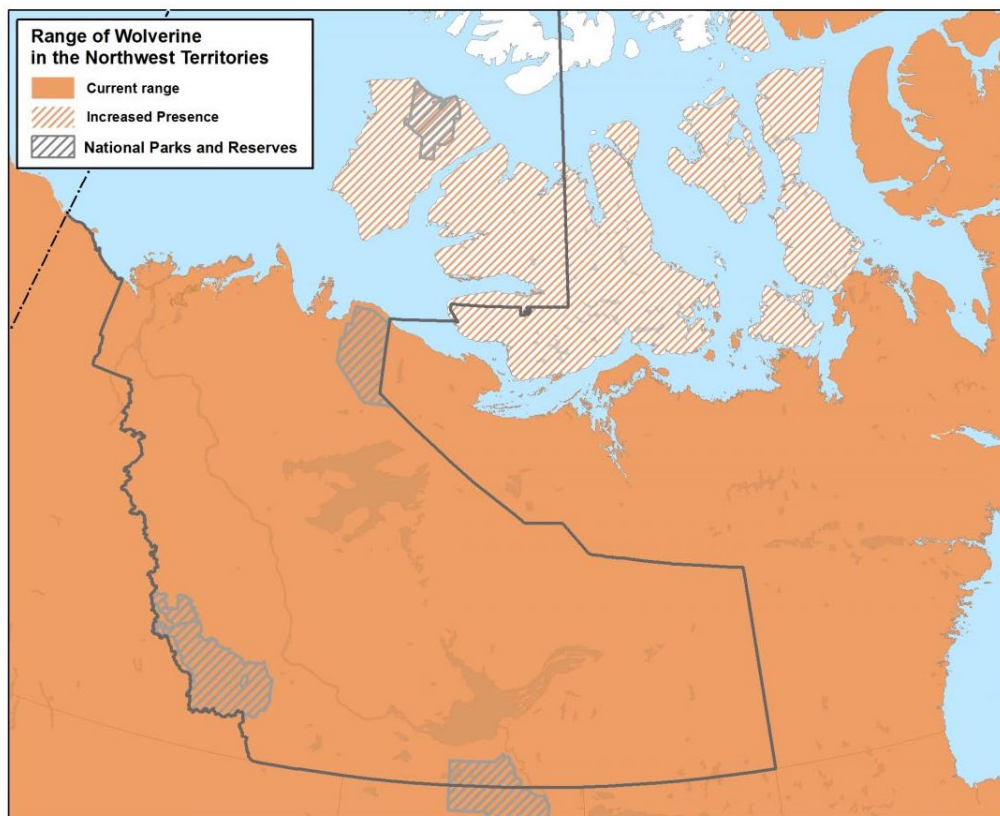 Range of Wolverine
in the Northwest Territories
Current range
Increased Presence
National Parks and Reserves